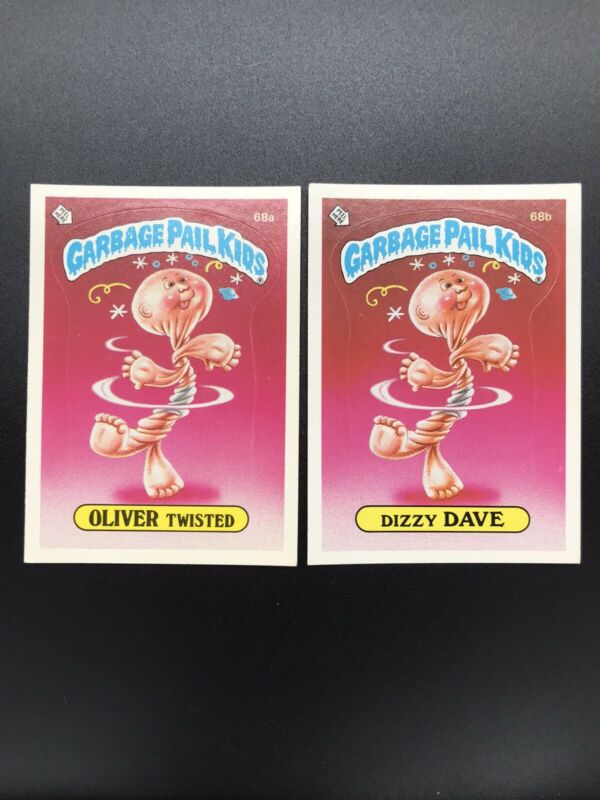 68a
GARBAGE PAIL KIDS
OLIVER TWISTED
68b
GARBAGE PAIL KIDS
DIZZY DAVE